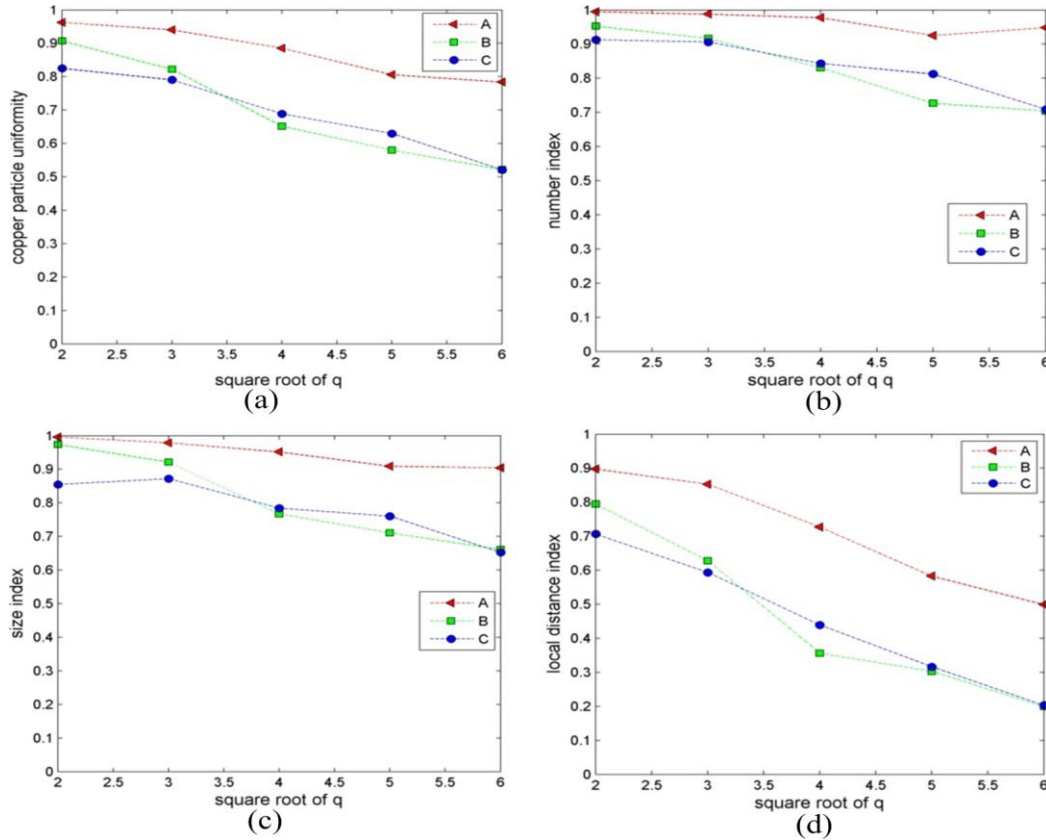 1
0.9
0.8
0.7
0.6
0.5
0.4
0.3
0.2
0.1
0
copper particle uniformity
A
B
C
2 2.5 3 3.5 4 4.5 5 5.5 6
square root of q
(a)
1
0.9
0.8
0.7
0.6
0.5
0.4
0.3
0.2
0.1
0
number index
A
B
C
2 2.5 3 3.5 4 4.5 5 5.5 6
square root of q q
(b)
1
0.9
0.8
0.7
0.6
0.5
0.4
0.3
0.2
0.1
0
size index
A
B
C
2 2.5 3 3.5 4 4.5 5 5.5 6
square root of q
(c)
1
0.9
0.8
0.7
0.6
0.5
0.4
0.3
0.2
0.1
0
local distance index
A
B
C
2 2.5 3 3.5 4 4.5 5 5.5 6
square root of q
(d)